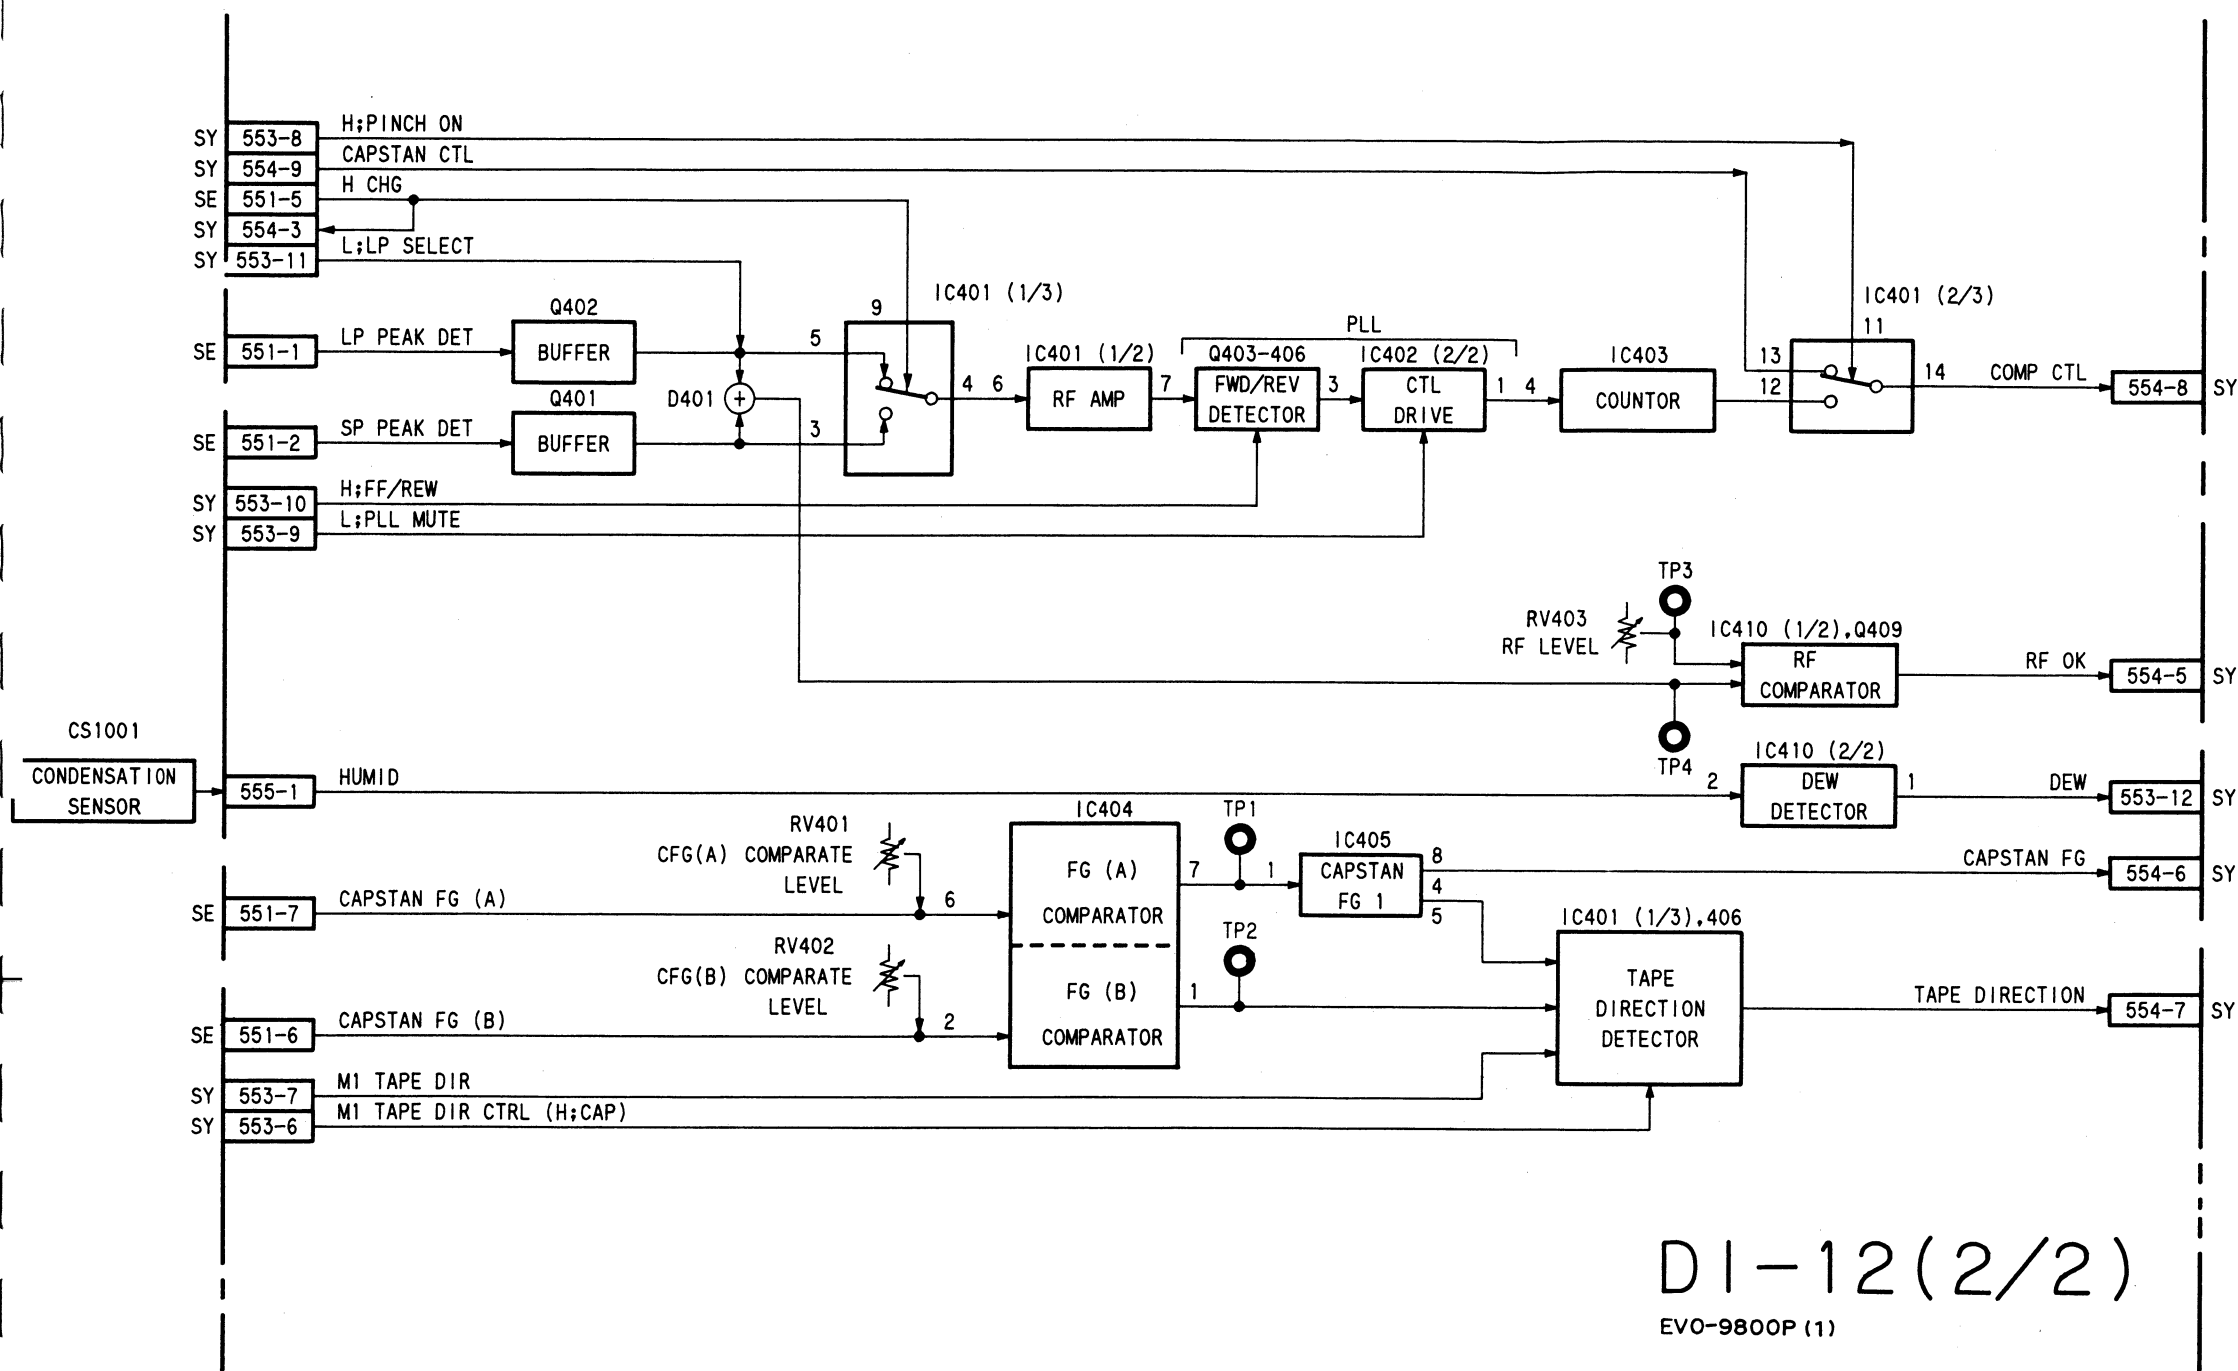 H;PINCH ON
SY 553-8
CAPSTAN CTL
SY 554-9
H CHG
SE 551-5
SY 554-3
L;LP SELECT
SY 553-11
IC401 (1/3)
9
IC401 (2/3)
11
Q402
LP PEAK DET
SE 551-1
BUFFER
5
PLL
IC401 (1/2)
Q403-406
IC402 (2/2)
IC403
13
12
14
COMP CTL
554-8 SY
D401
+
4 6
RF AMP
7
FWD/REV
DETECTOR
3
CTL
DRIVE
1 4
COUNTOR
Q401
SP PEAK DET
SE 551-2
BUFFER
3
H;FF/REW
SY 553-10
L;PLL MUTE
SY 553-9
TP3
RV403
RF LEVEL
IC410 (1/2),Q409
RF
COMPARATOR
RF OK
554-5 SY
TP4
CS1001
CONDENSATION
SENSOR
555-1
HUMID
2
IC410 (2/2)
DEW
DETECTOR
1
DEW
553-12 SY
RV401
CFG(A) COMPARATE
LEVEL
IC404
TP1
IC405
FG (A)
COMPARATOR
7
1
CAPSTAN
FG 1
8
4
5
CAPSTAN FG
554-6 SY
CAPSTAN FG (A)
SE 551-7
6
RV402
CFG(B) COMPARATE
LEVEL
TP2
IC401 (1/3),406
FG (B)
COMPARATOR
1
TAPE
DIRECTION
DETECTOR
TAPE DIRECTION
554-7 SY
CAPSTAN FG (B)
SE 551-6
2
M1 TAPE DIR
SY 553-7
M1 TAPE DIR CTRL (H;CAP)
SY 553-6
DI-12(2/2)
EVO-9800P (1)